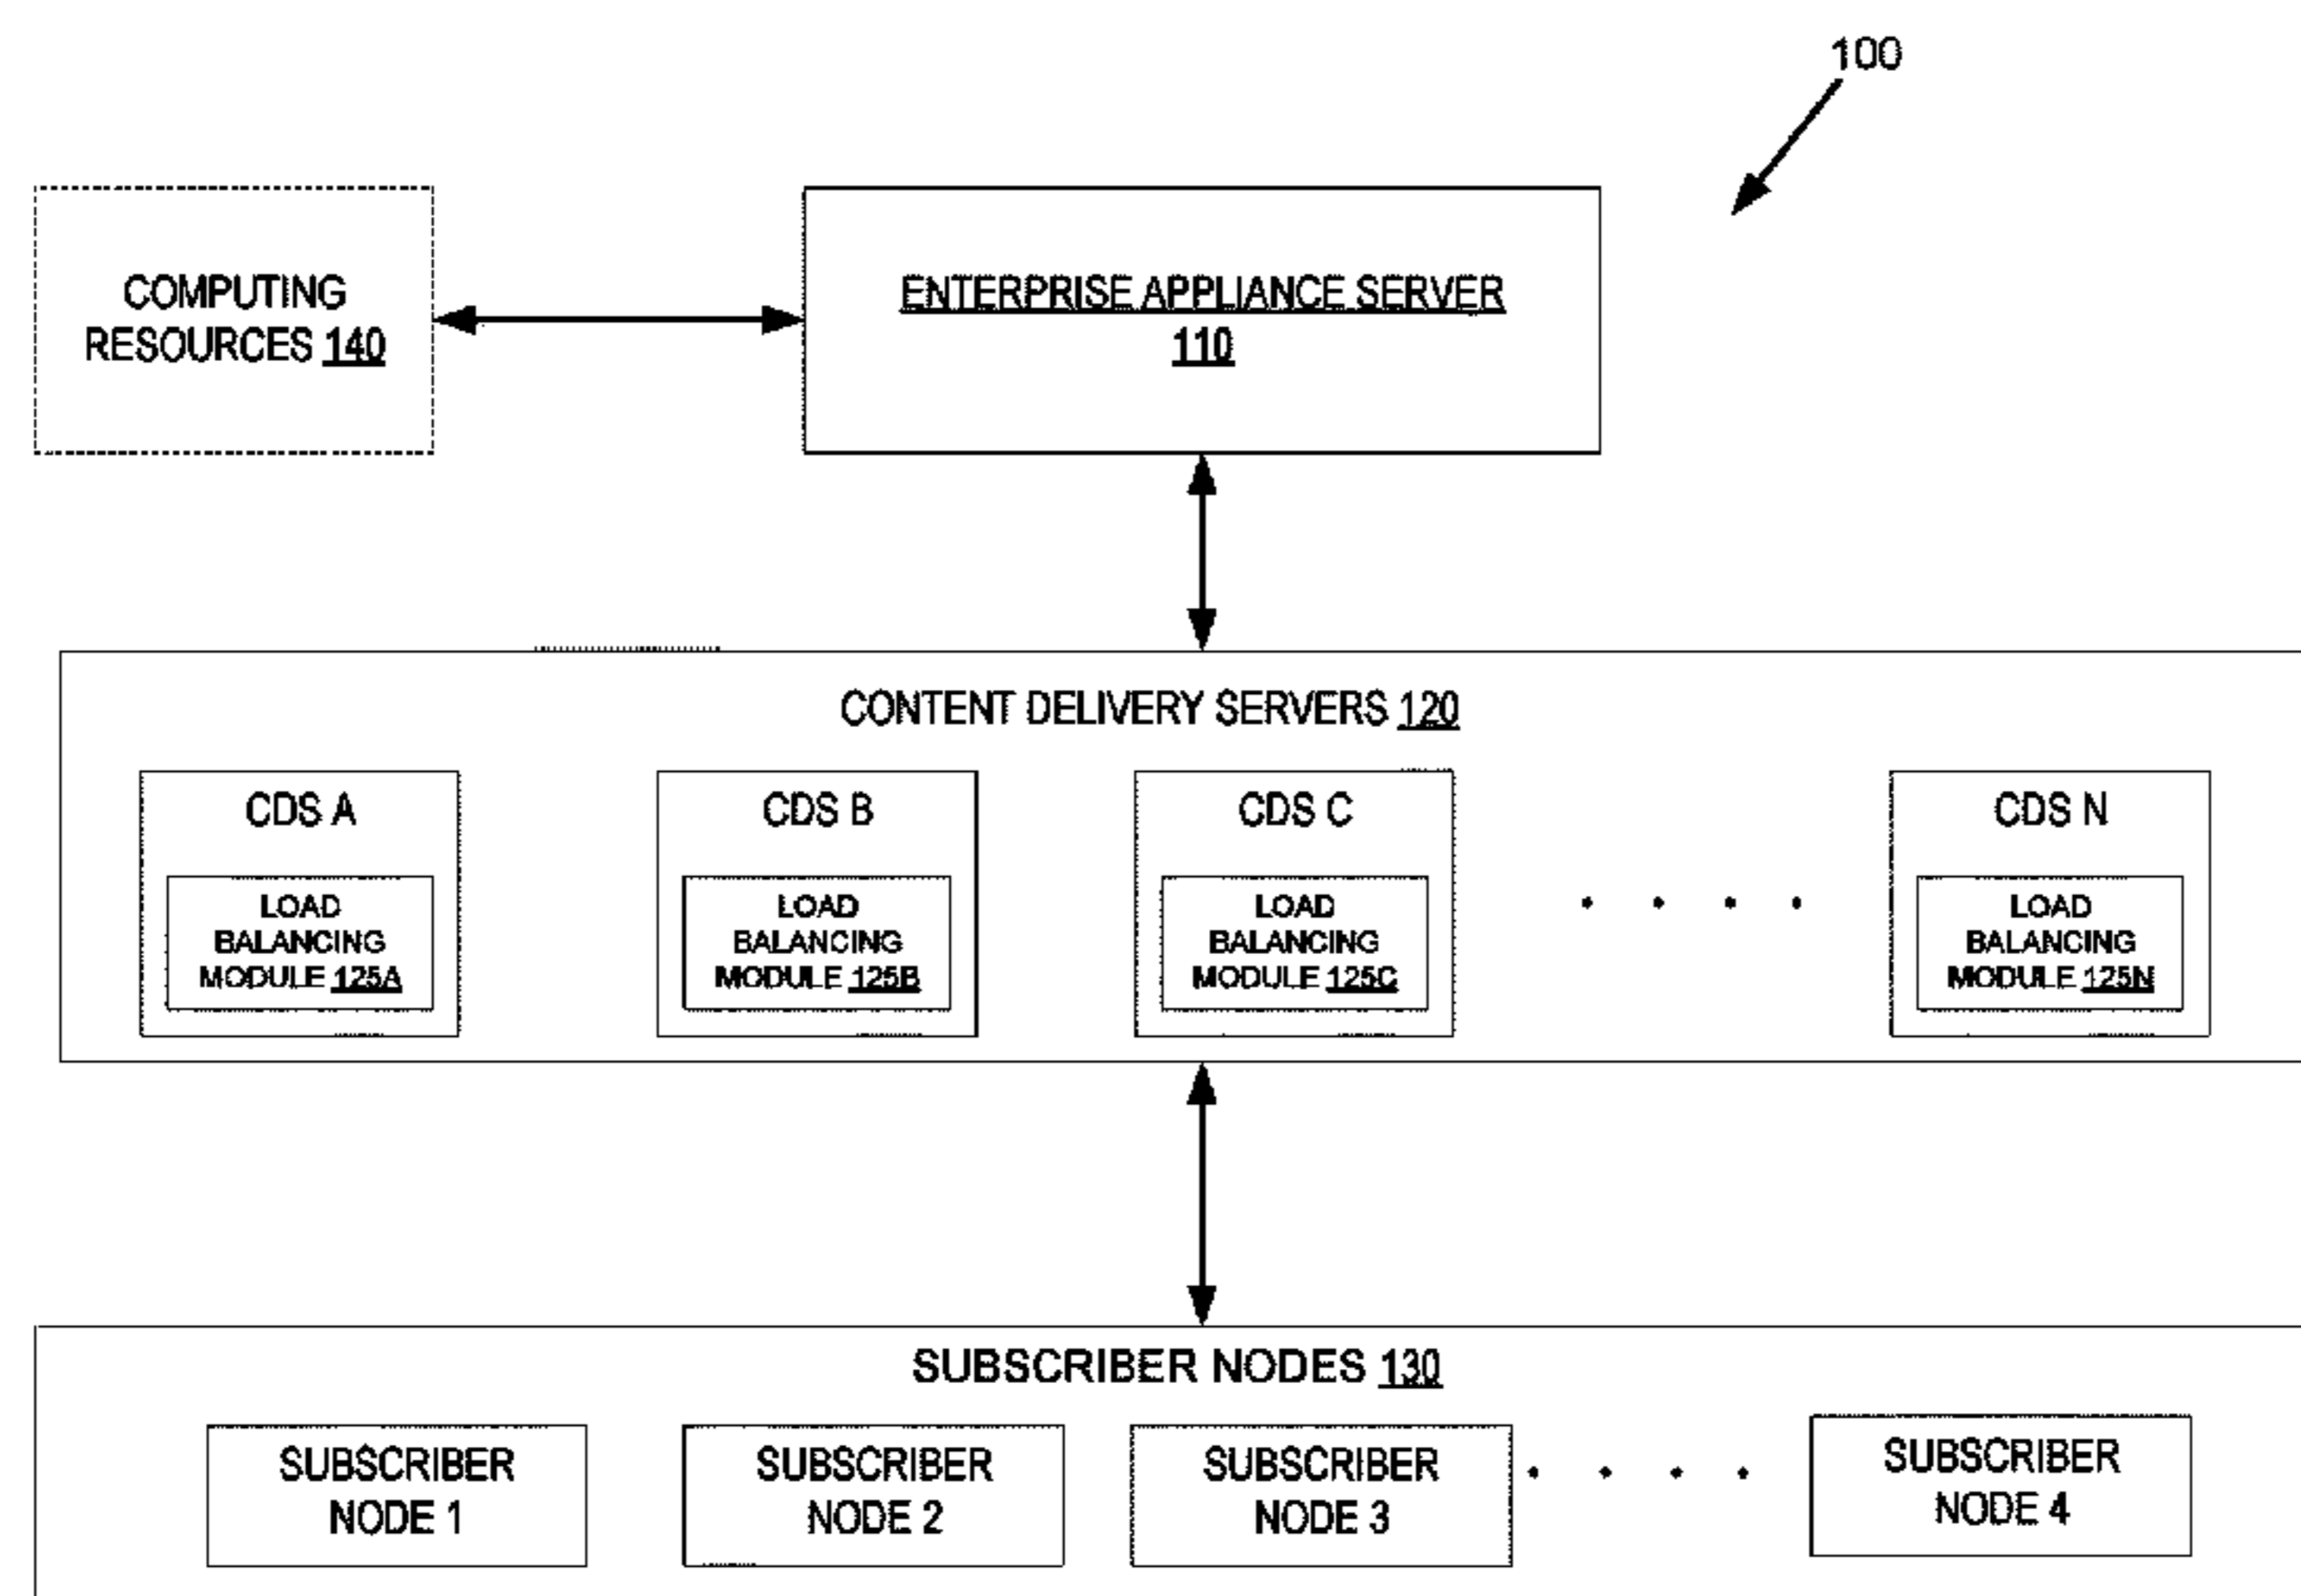 100
COMPUTING
RESOURCES 140
ENTERPRISE APPLIANCE SERVER
110
CONTENT DELIVERY SERVERS 120
CDS A
LOAD
BALANCING
MODULE 125A
CDS B
LOAD
BALANCING
MODULE 125B
CDS C
LOAD
BALANCING
MODULE 125C
. . . .
CDS N
LOAD
BALANCING
MODULE 125N
SUBSCRIBER NODES 130
SUBSCRIBER
NODE 1
SUBSCRIBER
NODE 2
SUBSCRIBER
NODE 3
. . . .
SUBSCRIBER
NODE 4